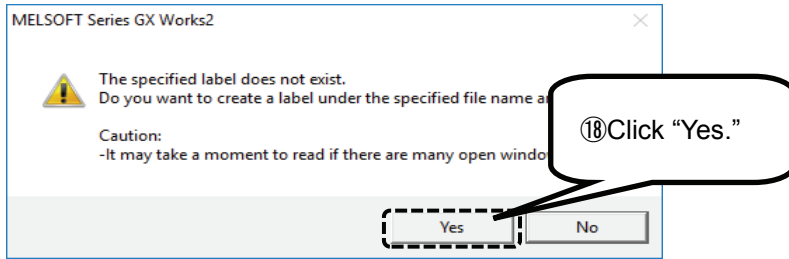 MELSOFT Series GX Works2
The specified label does not exist.
Do you want to create a label under the specified file name
Caution:
-It may take a moment to read if there are many open
⑱Click “Yes.”
Yes
No